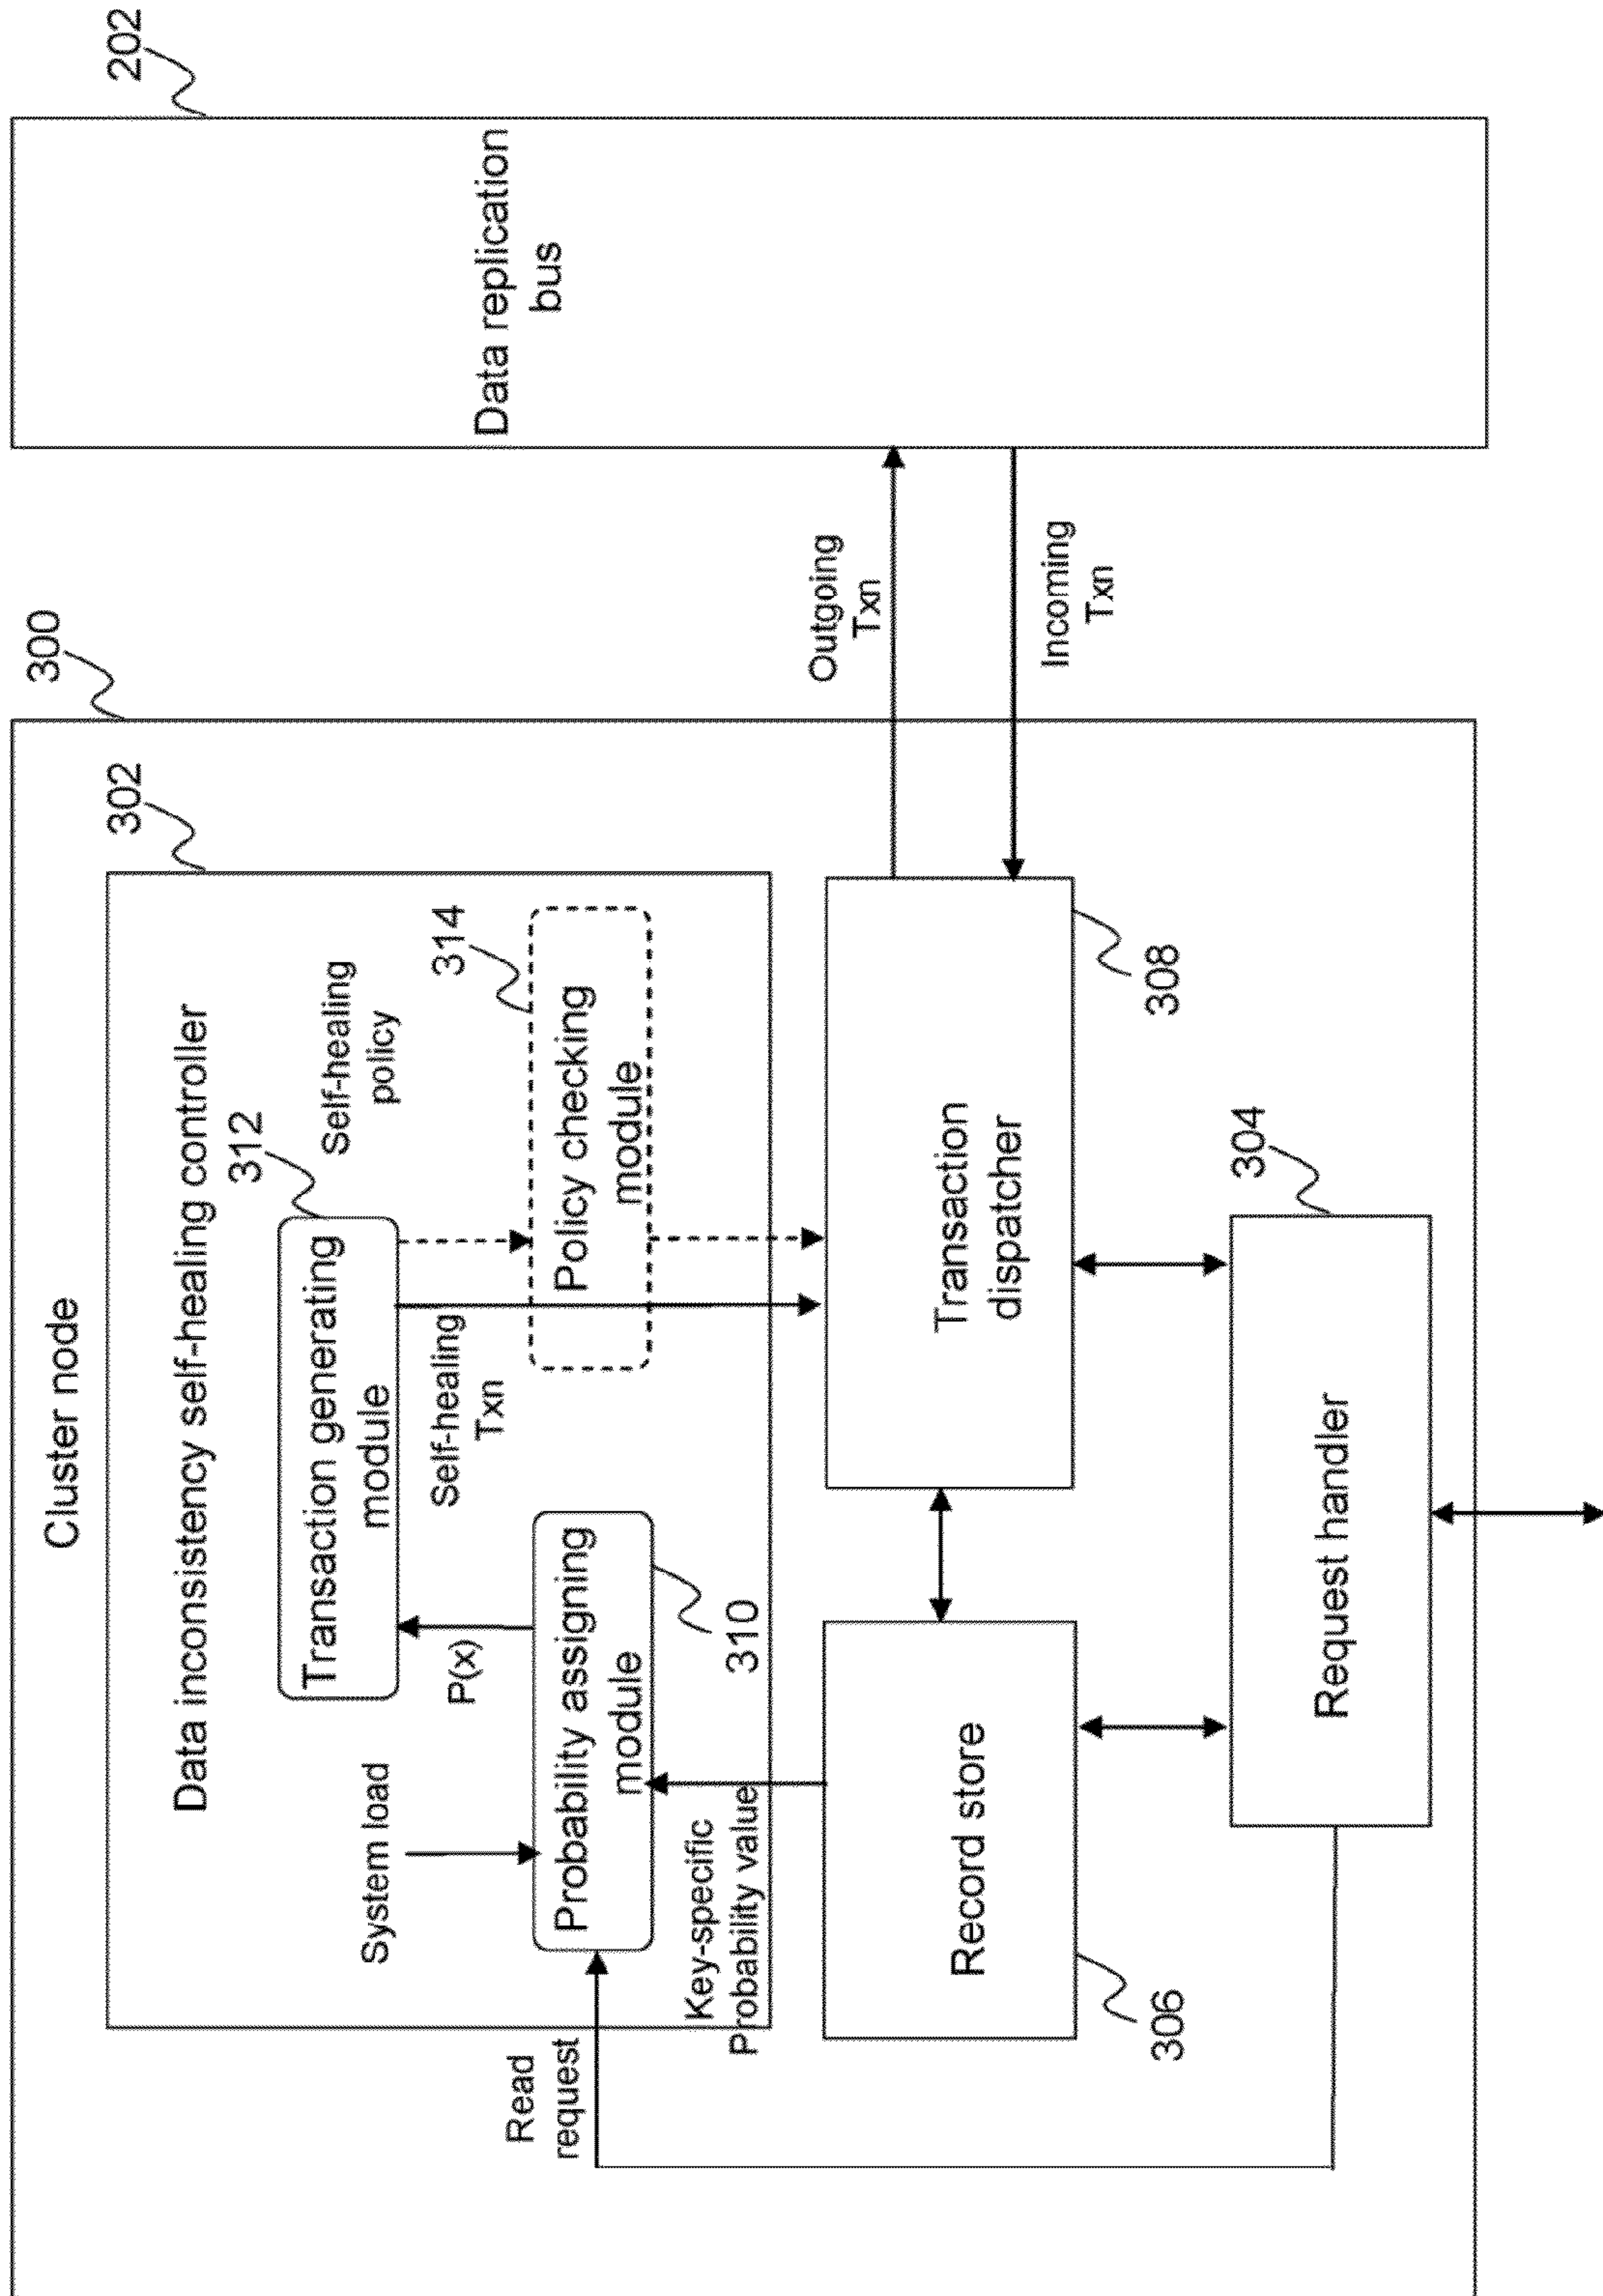 300
202
Cluster node
302
Data inconsistency self-healing controller
312
Transaction generating
module
Self-healing
policy
System load
P(x)
Self-healing
Txn
314
Probability assigning
module
Policy checking
module
310
Read
request
Key-specific
Probability value
Data replication
bus
Outgoing
Txn
Incoming
Txn
Record store
306
Transaction
dispatcher
308
304
Request handler